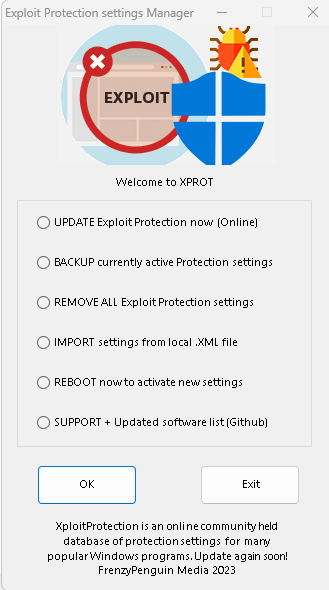 Exploit Protection settings Manager
EXPLOIT
Welcome to XPROT
UPDATE Exploit Protection now (Online)
BACKUP currently active Protection settings
REMOVE ALL Exploit Protection settings
IMPORT settings from local .XML file
REBOOT now to activate new settings
SUPPORT + Updated software list (Github)
OK
Exit
XploitProtection is an online community held
database of protection settings for many
popular Windows programs. Update again soon!
FrenzyPenguin Media 2023